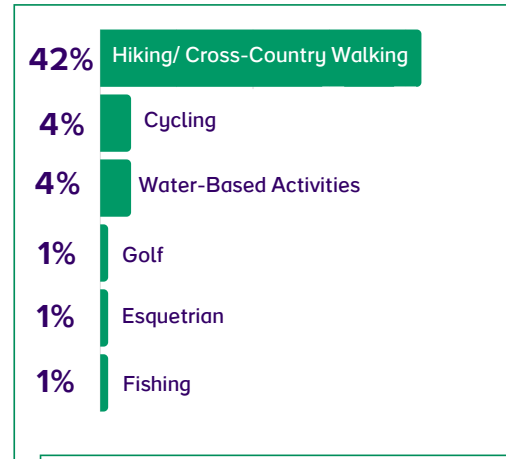 42% Hiking/ Cross-Country Walking
4% Cycling
4% Water-Based Activities
1% Golf
1% Esquetrian
1% Fishing